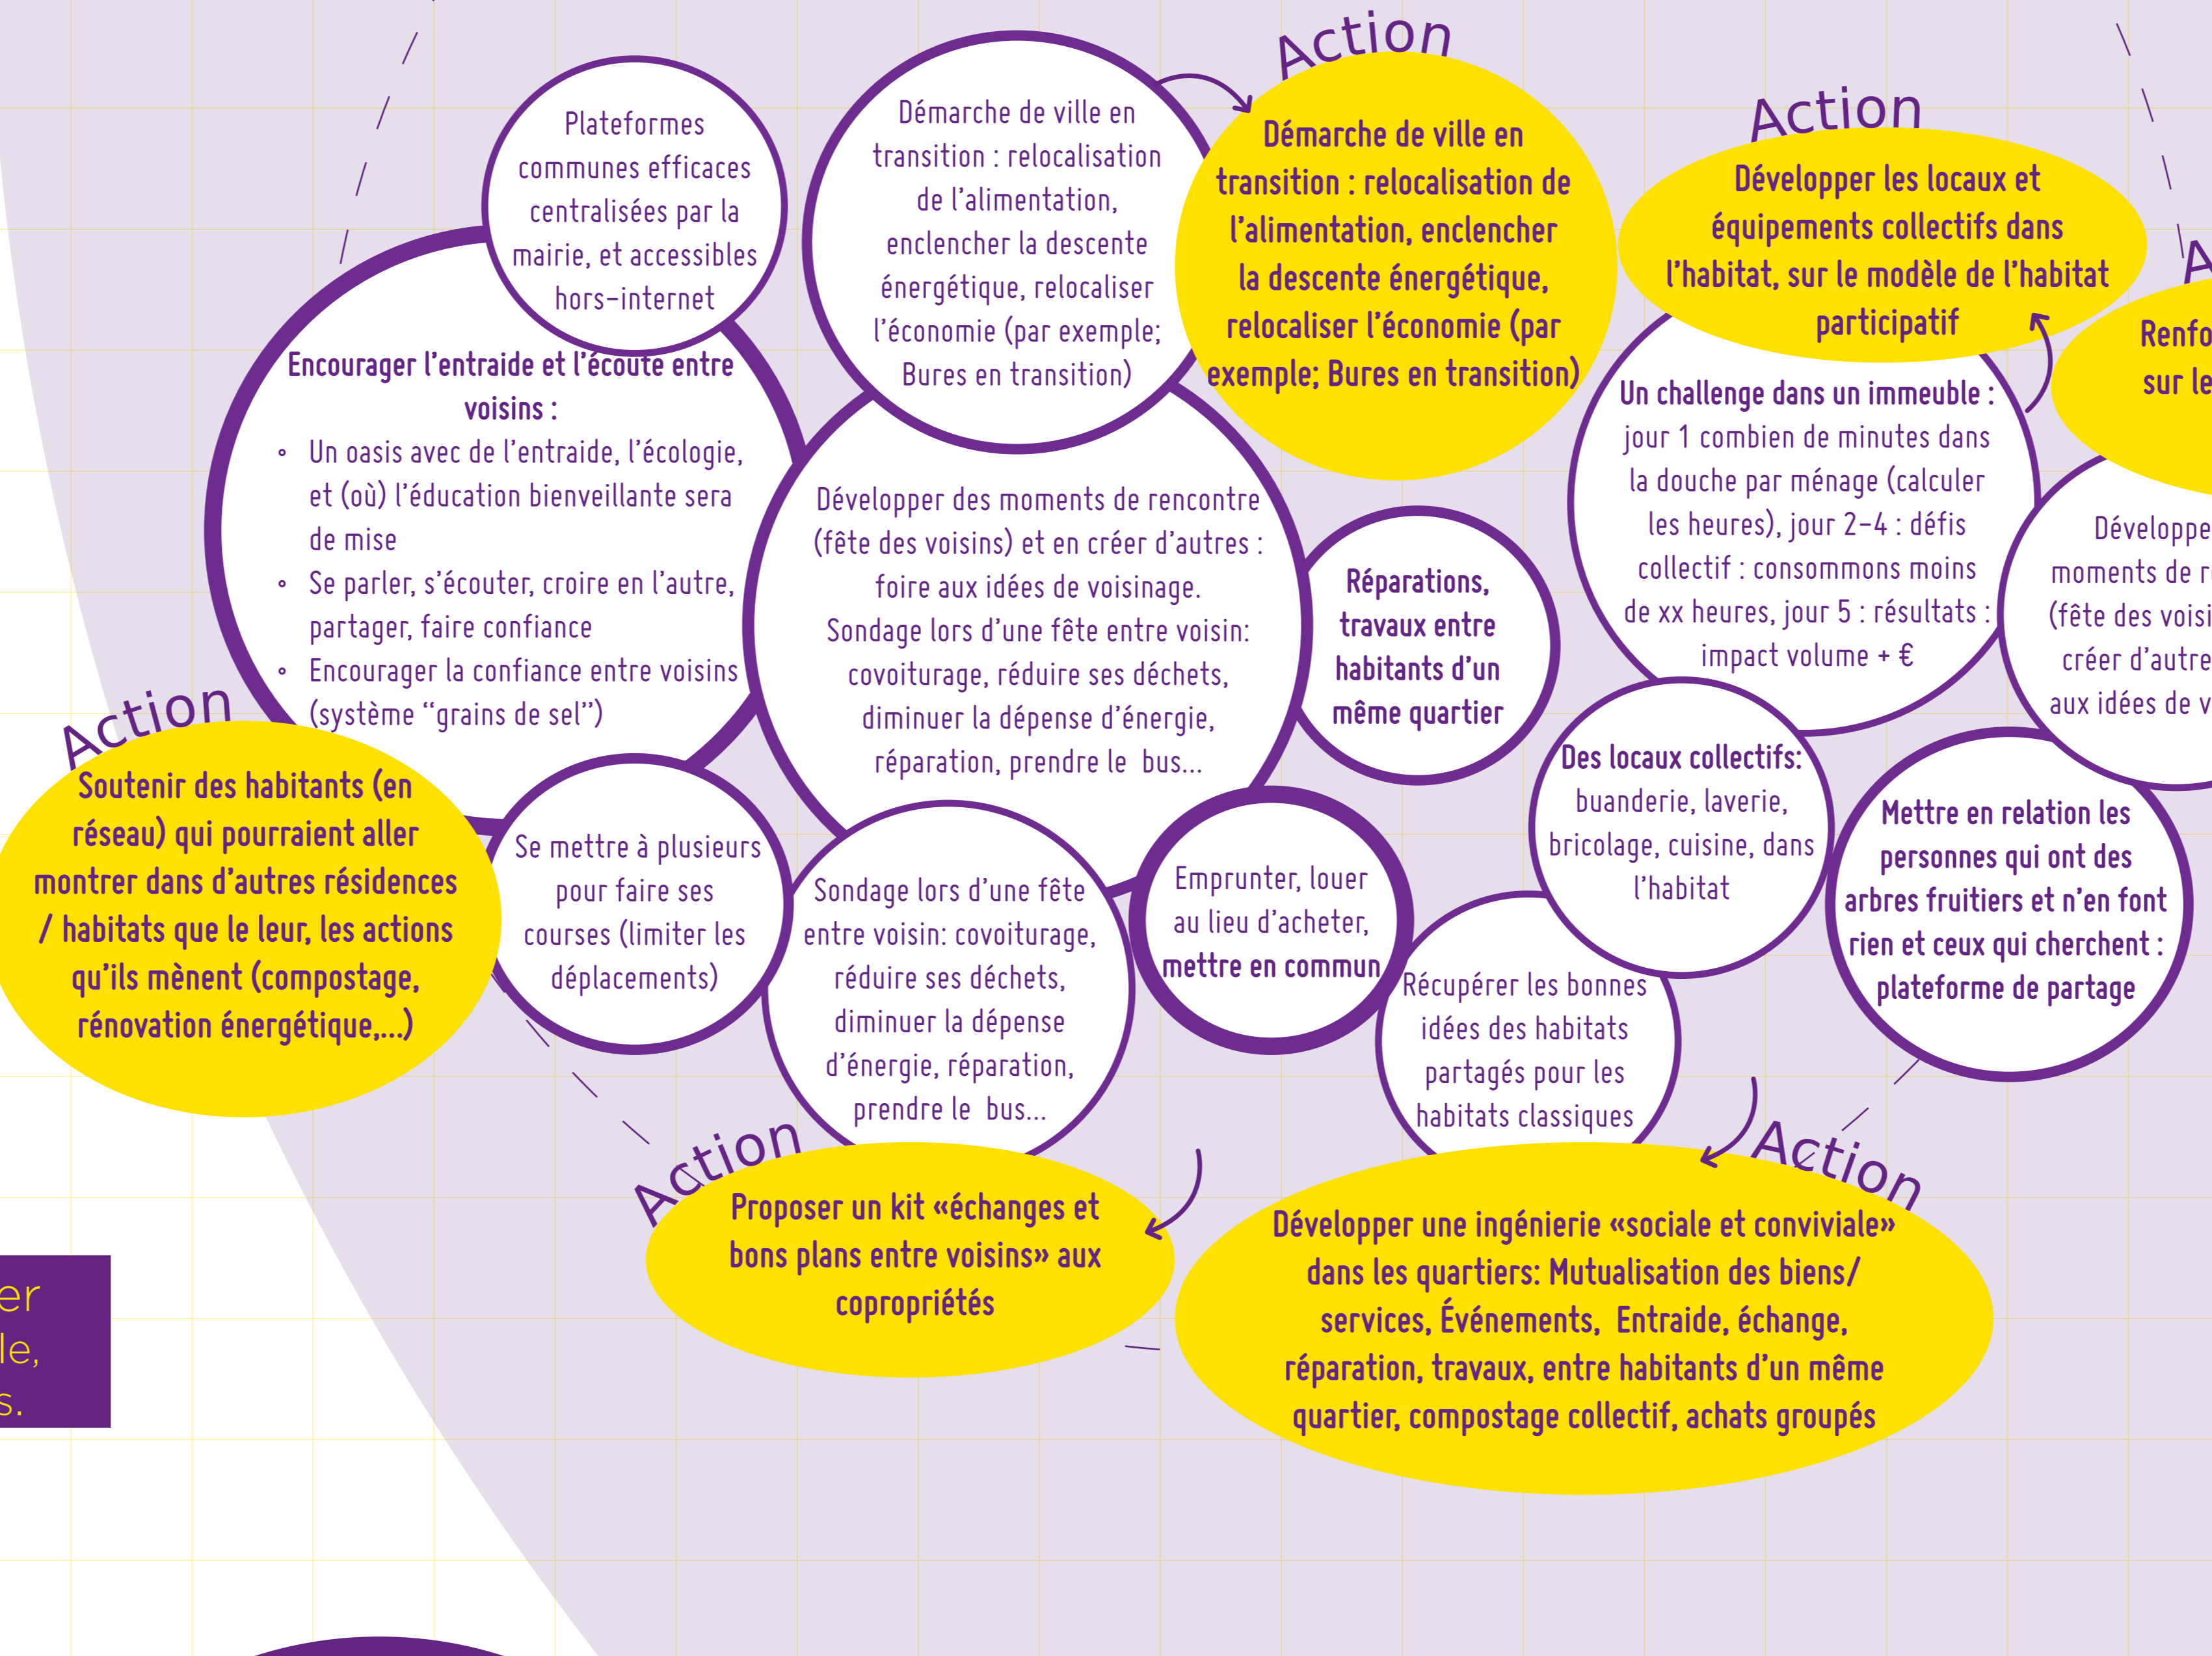 Plateformes
communes efficaces
centralisées par la
mairie, et accessibles
hors-internet
Démarche de ville en
transition : relocalisation
de l'alimentation,
enclencher la descente
énergétique, relocaliser
l'économie (par exemple;
Bures en transition)
Action
Démarche de ville en
transition : relocalisation de
l'alimentation, enclencher
la descente énergétique,
relocaliser l'économie (par
exemple; Bures en transition)
Action
Développer les locaux et
équipements collectifs dans
l'habitat, sur le modèle de l'habitat
participatif
Encourager l'entraide et l'écoute entre
voisins :
◦ Un oasis avec de l'entraide, l'écologie,
et (où) l'éducation bienveillante sera
de mise
◦ Se parler, s'écouter, croire en l'autre,
partager, faire confiance
◦ Encourager la confiance entre voisins
(système “grains de sel”)
Développer des moments de rencontre
(fête des voisins) et en créer d'autres :
foire aux idées de voisinage.
Sondage lors d'une fête entre voisin:
covoiturage, réduire ses déchets,
diminuer la dépense d'énergie,
réparation, prendre le bus...
Réparations,
travaux entre
habitants d'un
même quartier
Un challenge dans un immeuble :
jour 1 combien de minutes dans
la douche par ménage (calculer
les heures), jour 2-4 : défis
collectif : consommons moins
de xx heures, jour 5 : résultats :
impact volume + €
sur le
moments de
(fête des
créer
aux idées de
Action
Soutenir des habitants (en
réseau) qui pourraient aller
montrer dans d'autres résidences
/ habitats que le leur, les actions
qu'ils mènent (compostage,
rénovation énergétique,...)
Se mettre à plusieurs
pour faire ses
courses (limiter les
déplacements)
Sondage lors d'une fête
entre voisin: covoiturage,
réduire ses déchets,
diminuer la dépense
d'énergie, réparation,
prendre le bus...
Emprunter, louer
au lieu d'acheter,
mettre en commun
Des locaux collectifs:
buanderie, laverie,
bricolage, cuisine, dans
l'habitat
Récupérer les bonnes
idées des habitats
partagés pour les
habitats classiques
Mettre en relation les
personnes qui ont des
arbres fruitiers et n'en font
rien et ceux qui cherchent :
plateforme de partage
Action
Proposer un kit «échanges et
bons plans entre voisins» aux
copropriétés
Action
Développer une ingénierie «sociale et conviviale»
dans les quartiers: Mutualisation des biens/
services, Événements, Entraide, échange,
réparation, travaux, entre habitants d'un même
quartier, compostage collectif, achats groupés